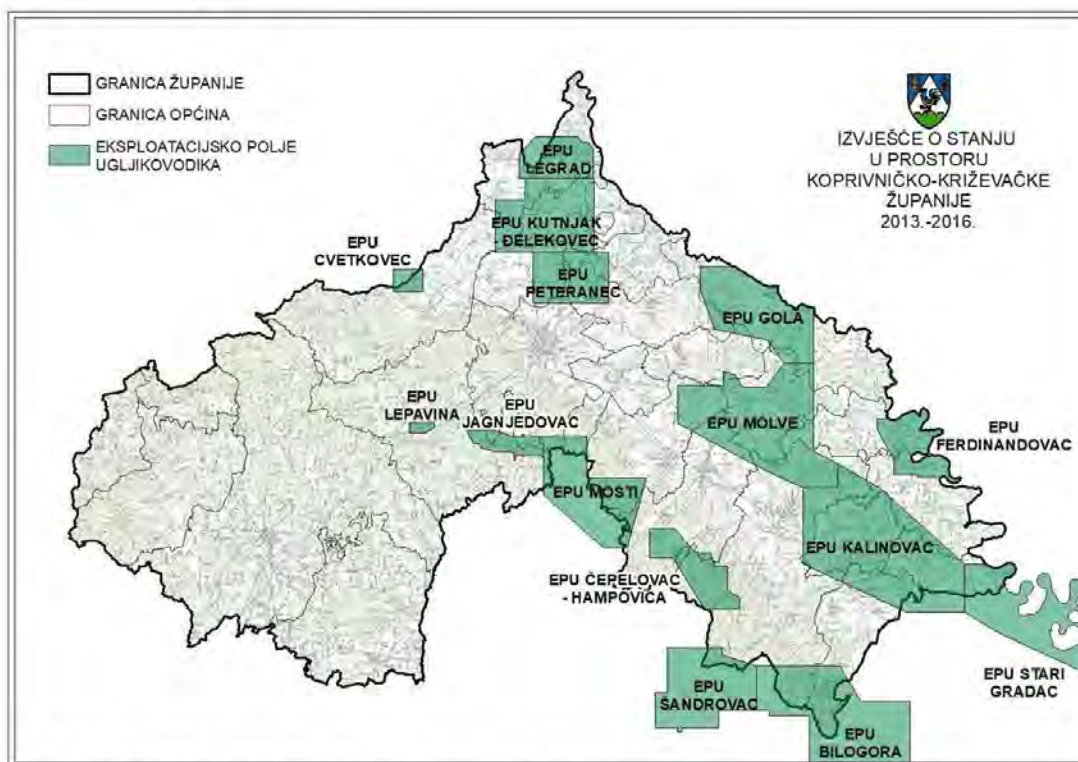 GRANICA ŽUPANIJE
GRANICA OPĆINA
EKSPLOATACIJSKO POLJE
UGLJIKOVODIKA
IZVJEŠĆE O STANJU
U PROSTORU
KOPRIVNIČKO-KRIŽEVAČKE
ŽUPANIJE
2013.-2016.
EPU
LEGRAD
EPU KUTNJAK
- ĐELEKOVEC
EPU
CVETKOVEC
EPU
PETERANEC
EPU GOLA
EPU
LEPAVINA
EPU
JAGNJEDOVAC
EPU MOLVE
EPU
FERDINANDOVAC
EPU MOSTI
EPU KALINOVAC
EPU ČEPELOVAC
- HAMPOVICA
EPU STARI
GRADAC
EPU
ŠANDROVAC
EPU
BILOGORA